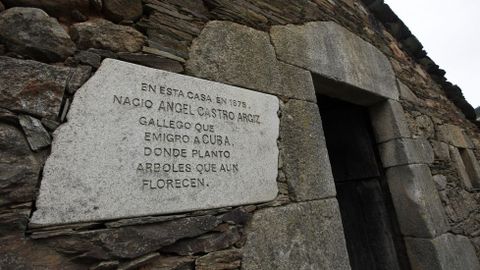 EN ESTA CASA EN 1875.
NACIO ANGEL CASTRO ARGIZ
GALLEGO QUE
EMIGRO A CUBA,
DONDE PLANTO
ARBOLES QUE AUN
FLORECEN.